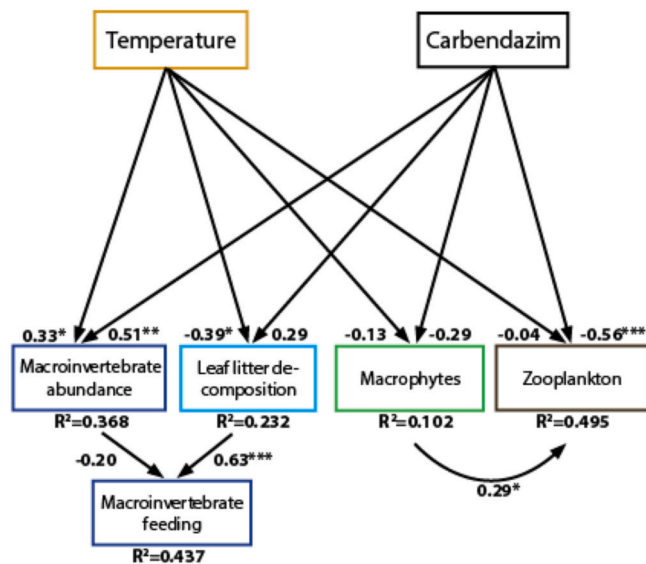 Temperature
Carbendazim
0.33* 0.51** -0.39* 0.29 -0.13 -0.29 -0.04 -0.56***
Macroinvertebrate
abundance
R²=0.368
Leaf litter de-
composition
R²=0.232
Macrophytes
R²=0.102
Zooplankton
R²=0.495
-0.20 0.63***
0.29*
Macroinvertebrate
feeding
R²=0.437